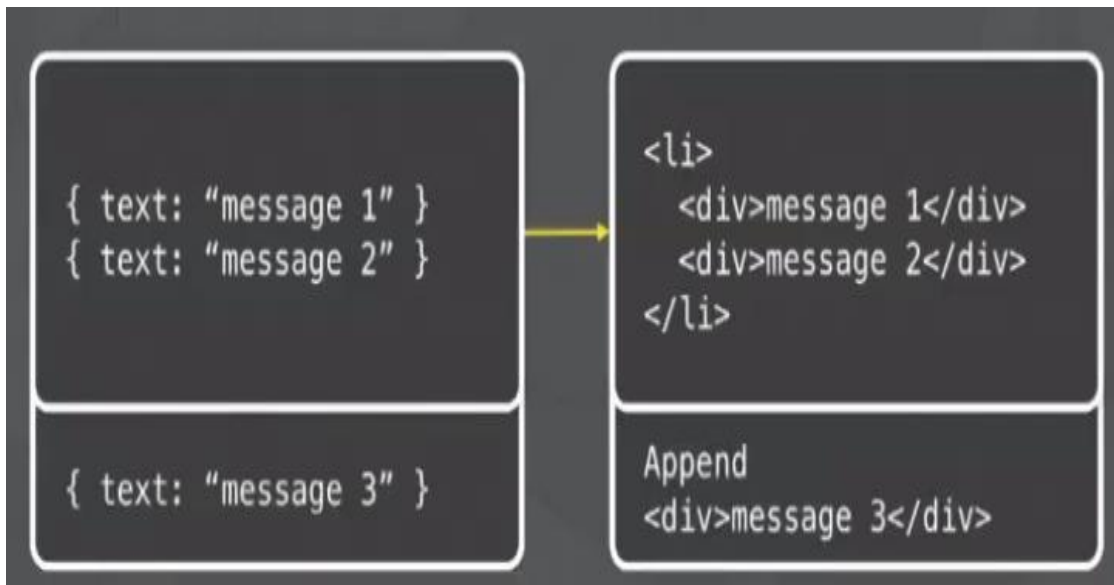 { text: “message 1” }
{ text: “message 2” }
{ text: “message 3” }
<li>
<div>message 1</div>
<div>message 2</div>
</li>
Append
<div>message 3</div>